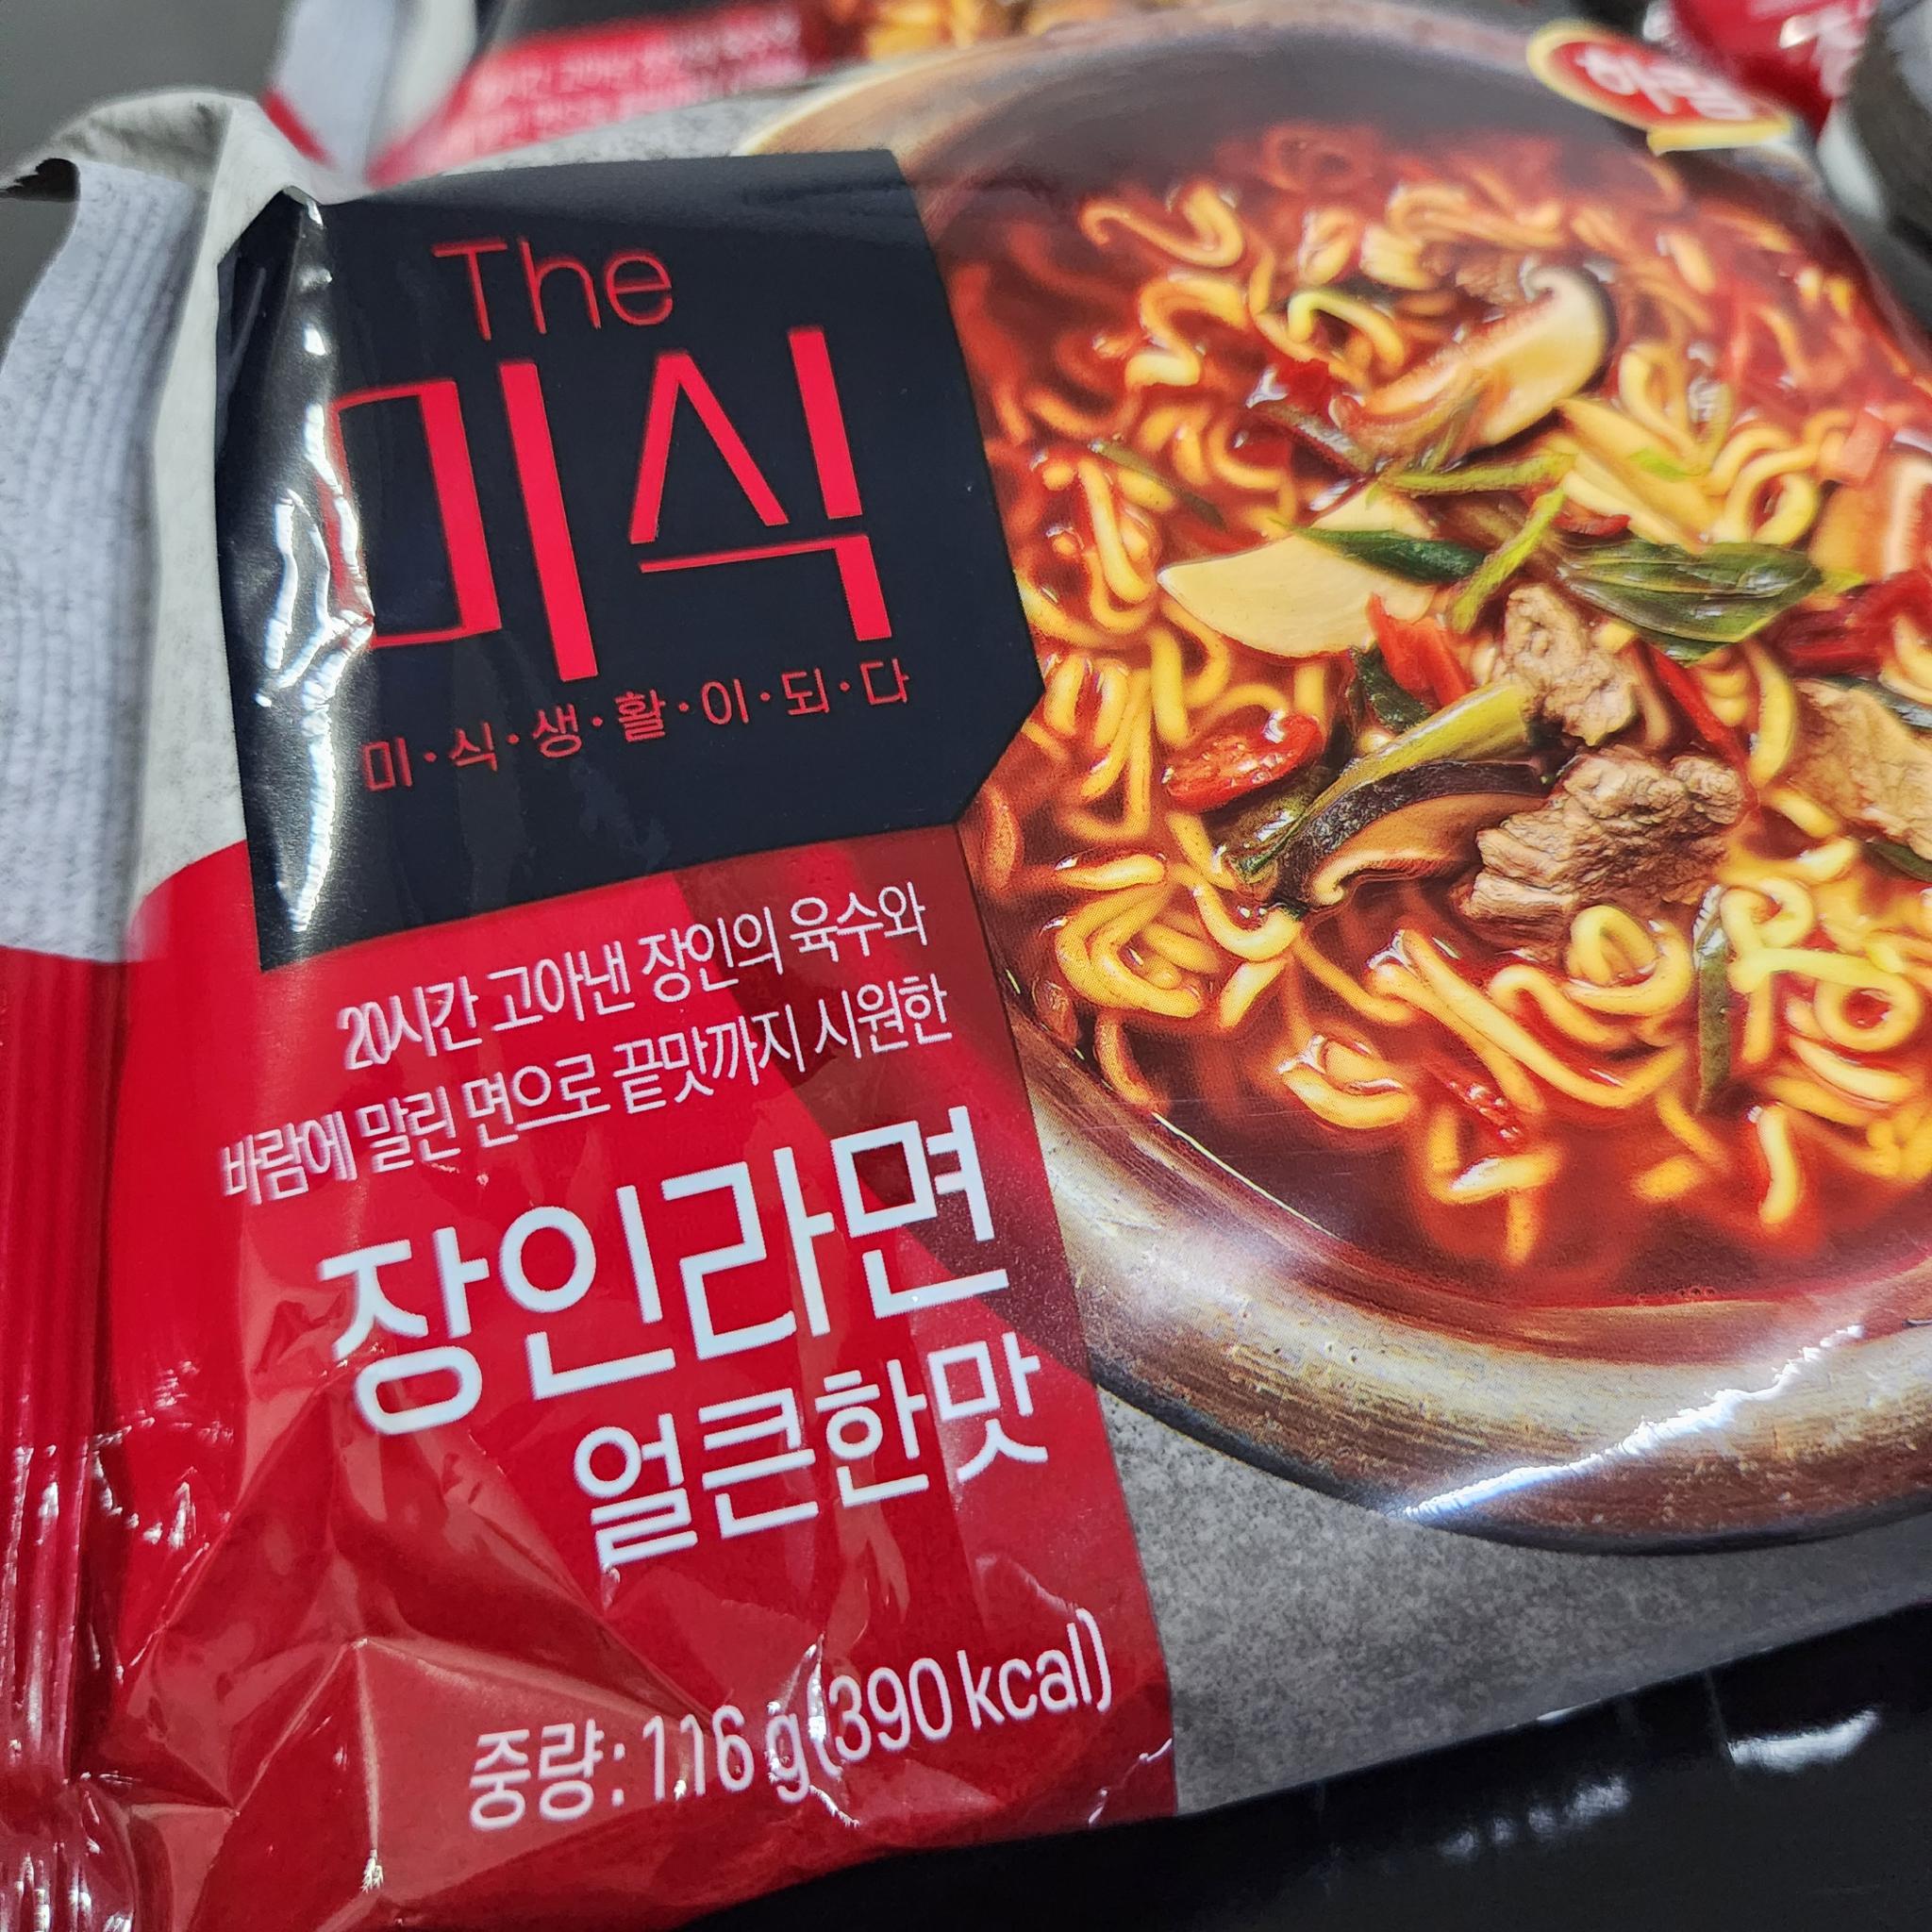 The
미식
미·식·생·활·이·되·다
20시간 고아낸 장인의 육수와
바람에 말린 면으로 끝맛까지 시원한
장인라면
얼큰한맛
중량: 116 g(390 kcal)
하림